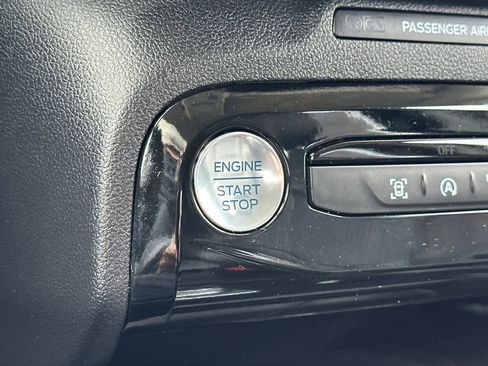 PASSENGER AIR
OFF
ENGINE
START
STOP